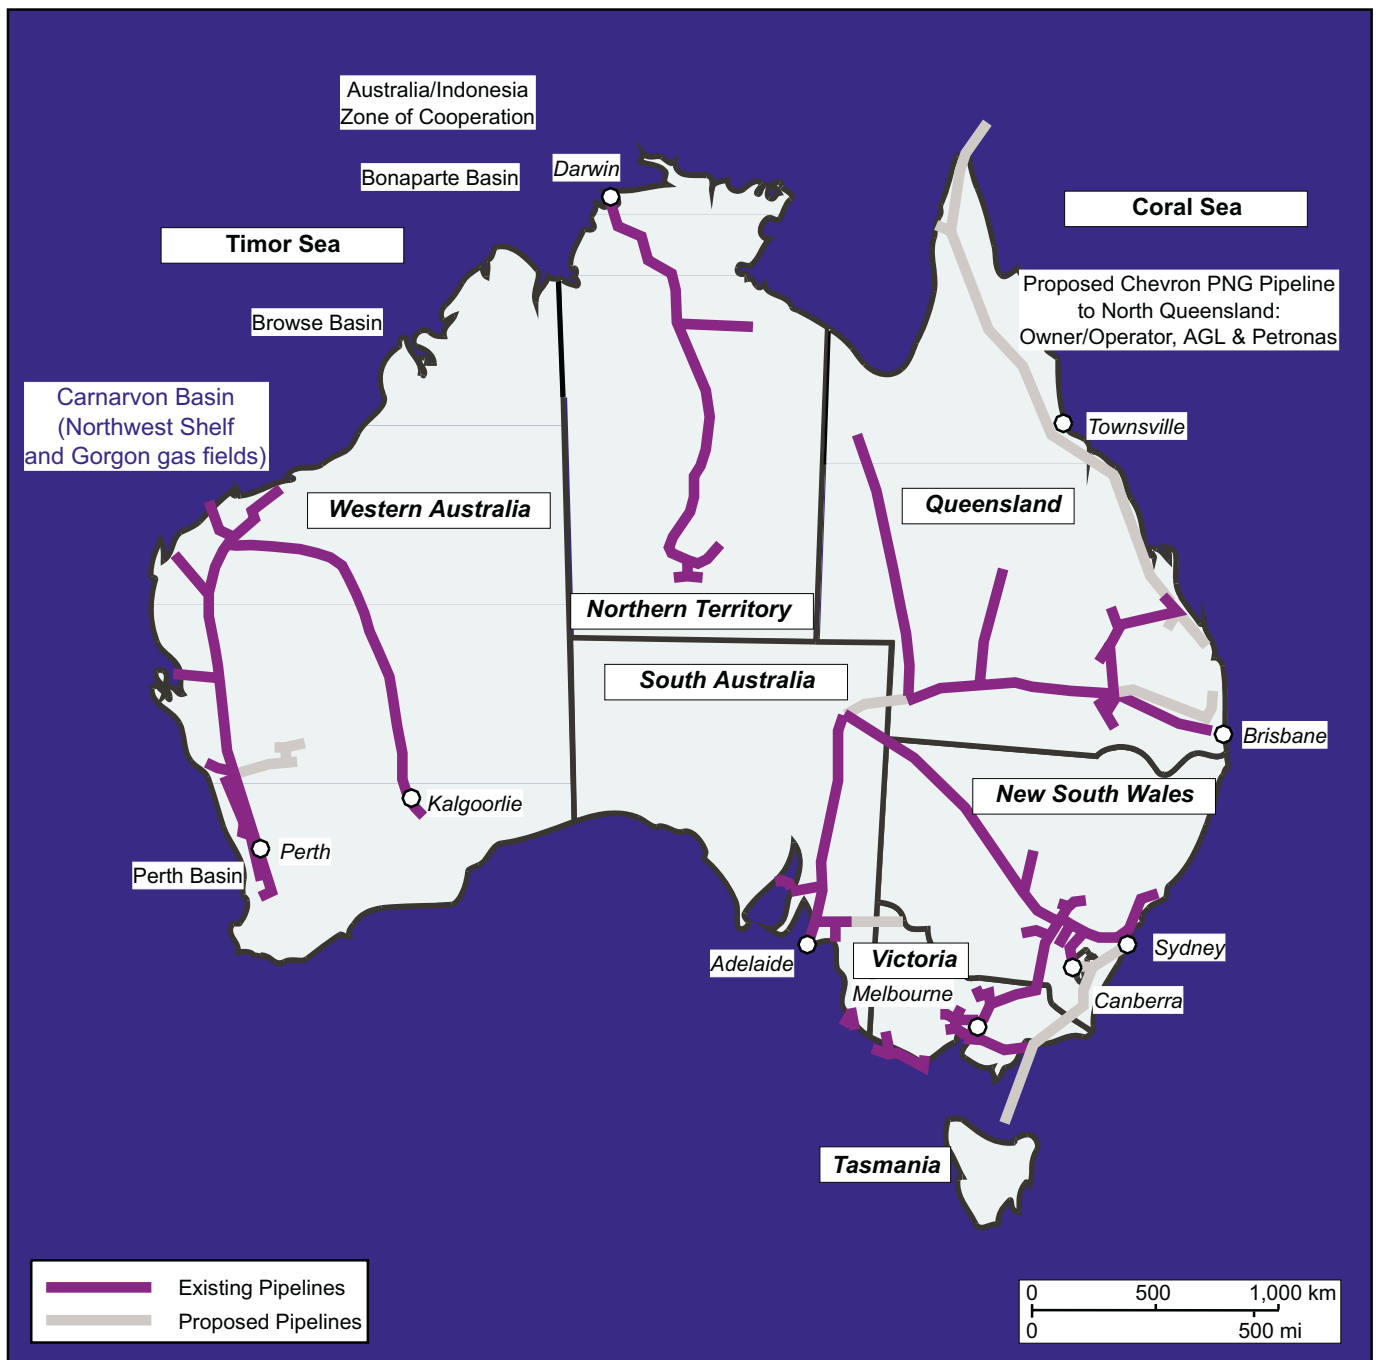 Australia/Indonesia
Zone of Cooperation
Bonaparte Basin
Darwin
Coral Sea
Timor Sea
Proposed Chevron PNG Pipeline
to North Queensland:
Owner/Operator, AGL & Petronas
Browse Basin
Carnarvon Basin
(Northwest Shelf
and Gorgon gas fields)
Townsville
Western Australia
Queensland
Northern Territory
South Australia
Brisbane
New South Wales
Kalgoorlie
Perth
Perth Basin
Adelaide
Victoria
Sydney
Melbourne
Canberra
Tasmania
Existing Pipelines
Proposed Pipelines
0 500 1,000 km
0 500 mi